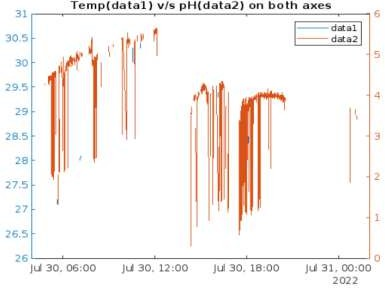 Temp(data1) v/s pH(data2) on both axes
31
30.5
30
29.5
29
28.5
28
27.5
27
26.5
26
6
5
4
3
2
1
0
data1
data2
Jul 30, 06:00
Jul 30, 12:00
Jul 30, 18:00
Jul 31, 00:00
2022